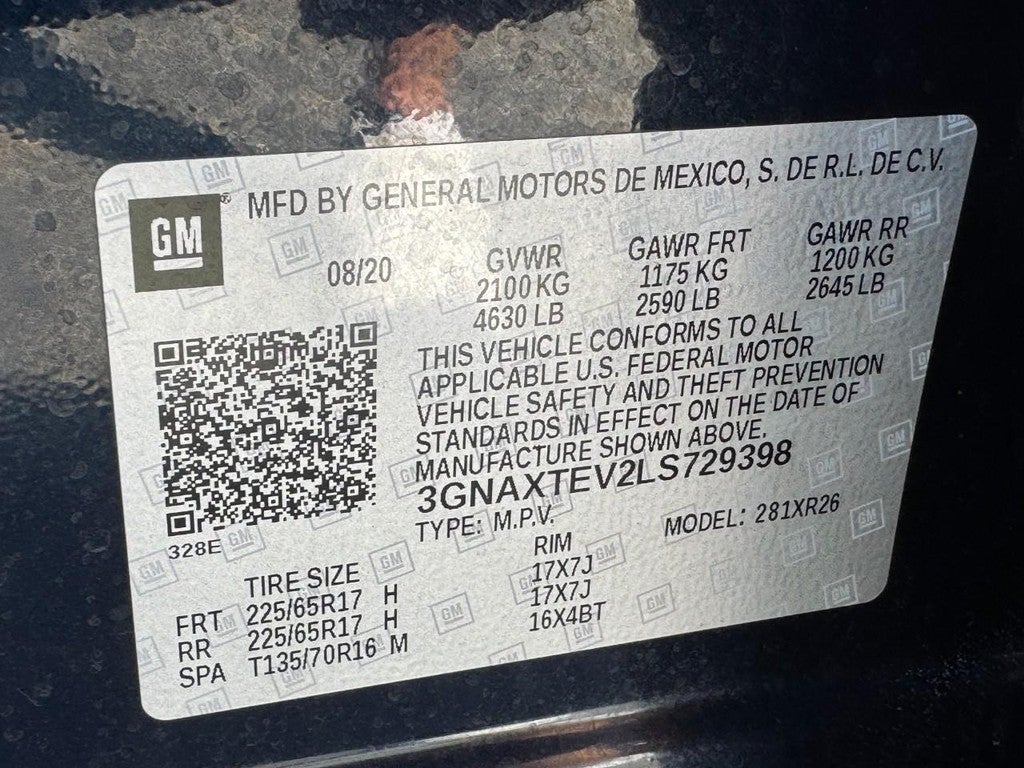 GM® MFD BY GENERAL MOTORS DE MEXICO, S. DE R.L. DE C.V.
08/20
GVWR
2100 KG
4630 LB
GAWR FRT
1175 KG
2590 LB
GAWR RR
1200 KG
2645 LB
THIS VEHICLE CONFORMS TO ALL
APPLICABLE U.S. FEDERAL MOTOR
VEHICLE SAFETY AND THEFT PREVENTION
STANDARDS IN EFFECT ON THE DATE OF
MANUFACTURE SHOWN ABOVE.
3GNAXTEV2LS729398
TYPE: M.P.V. MODEL: 281XR26
328E
TIRE SIZE RIM
FRT 225/65R17 H 17X7J
RR 225/65R17 H 17X7J
SPA T135/70R16 M 16X4BT